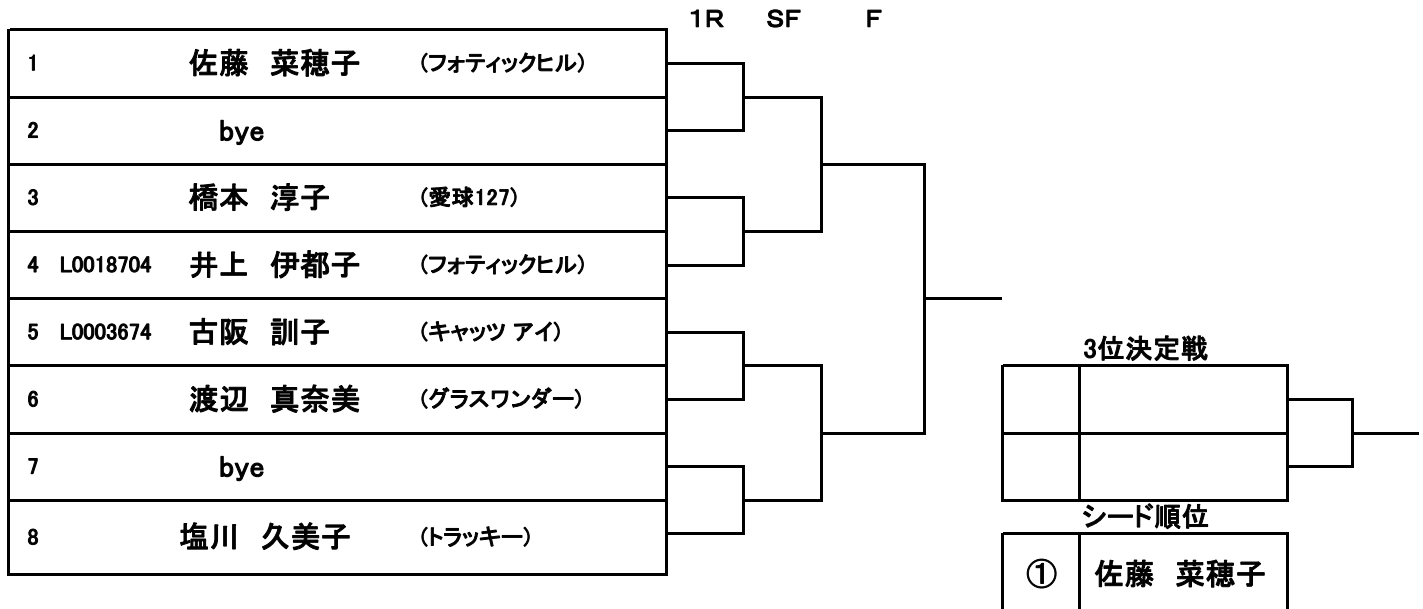 1R SF F
1 佐藤 菜穂子 (フォティックヒル)
2 bye
3 橋本 淳子 (愛球127)
4 L0018704 井上 伊都子 (フォティックヒル)
5 L0003674 古阪 訓子 (キャッツ アイ)
6 渡辺 真奈美 (グラスワンダー)
7 bye
8 塩川 久美子 (トラッキー)
3位決定戦
シード順位
① 佐藤 菜穂子